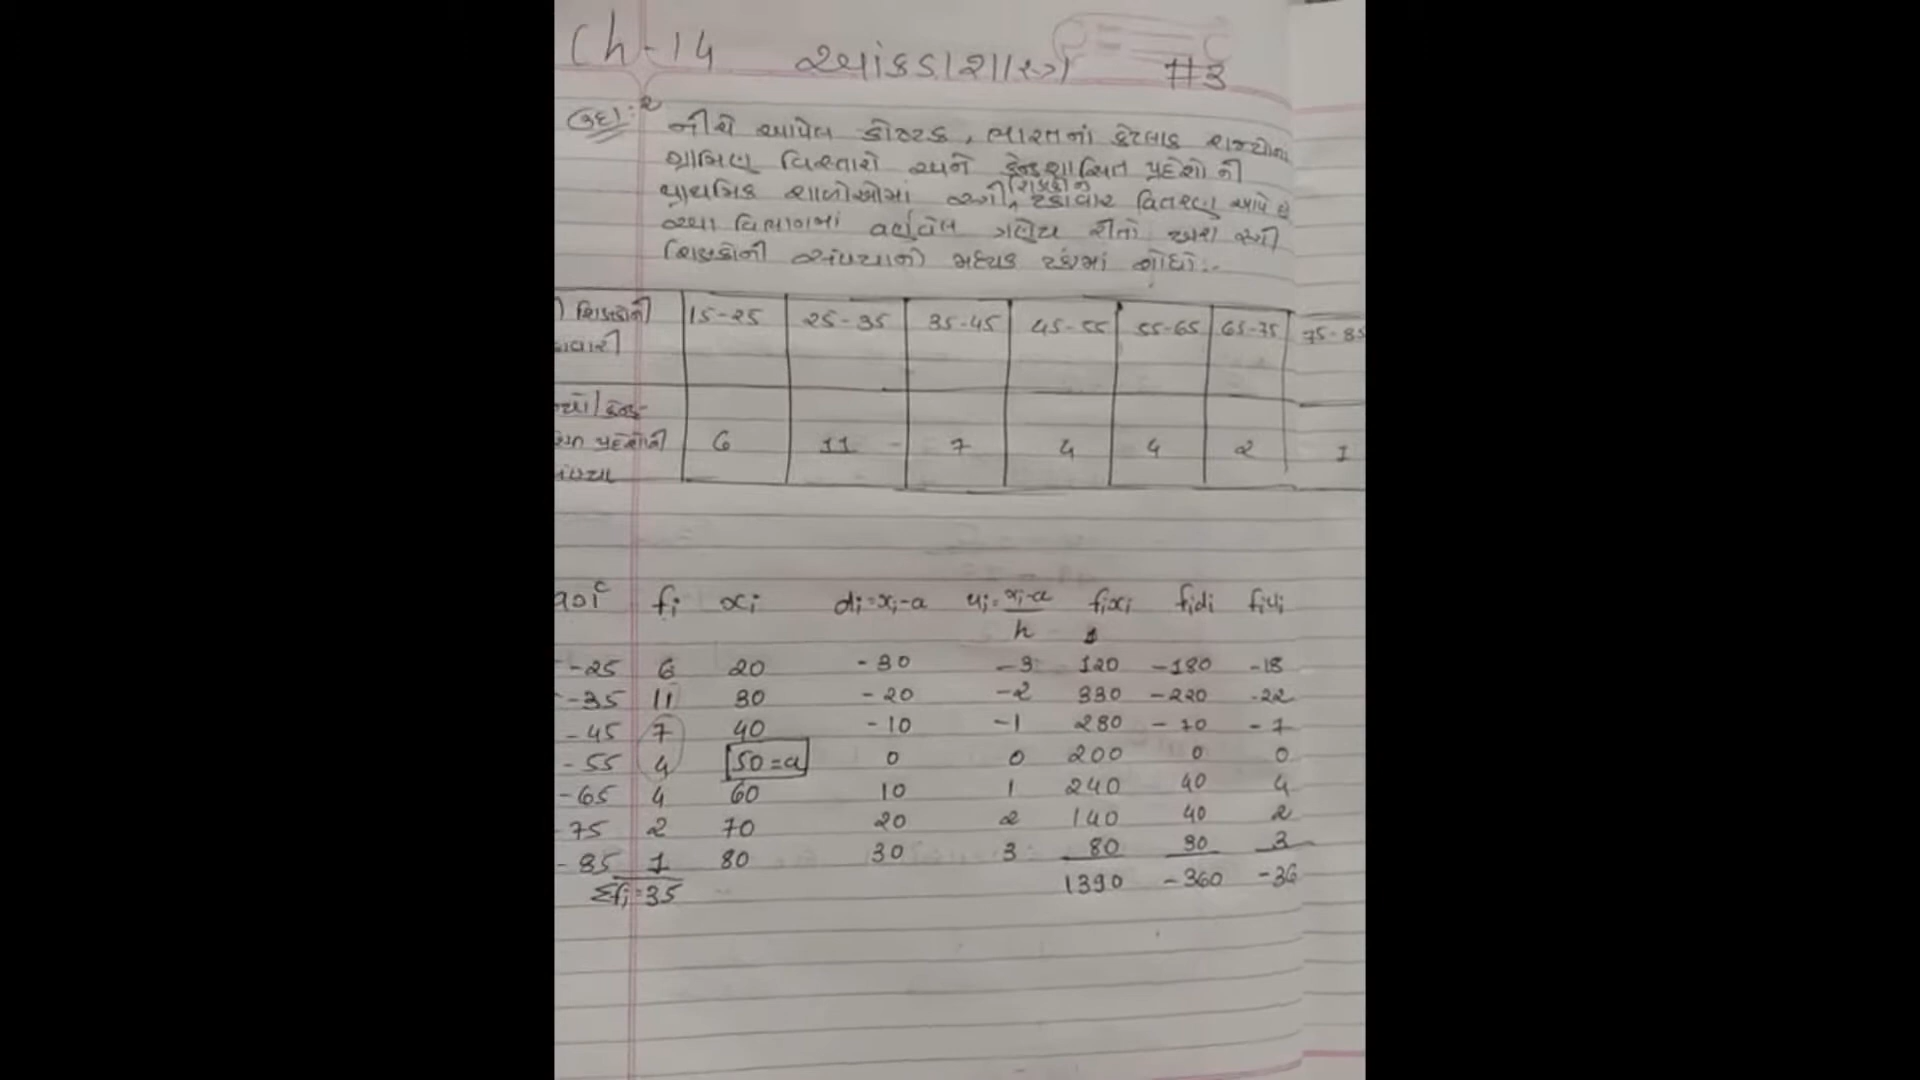 Ch-14 આંકડાશાસ્ત્ર #3
ઉદા:૨ નીચે આપેલ કોષ્ટક, ભારતનાં કેટલાક રાજ્યોના
ગ્રામિણ વિસ્તારો અને કેન્દ્રશાસિત પ્રદેશો ની
પ્રાથમિક શાળાઓમાં સ્ત્રી શિક્ષકોનું ટકાવાર વિતરણ આપે છે
આ વિભાગમાં વર્ણવેલ ત્રણેય રીતો સ્ત્રી
શિક્ષકોની સંખ્યાનો મધ્યક ટકામાં શોધો:-
શિક્ષકોની 15-25 25-35 35-45 45-55 55-65 65-75 75-85
વારી
પ્રદેશોની 6 11 7 4 4 2 1
fi xi di=xi-a ui=xi-a fixi fidi fiui
h
-25 6 20 -30 -3 120 -180 -18
-35 11 30 -20 -2 330 -220 -22
-45 7 40 -10 -1 280 -70 -7
-55 4 50=a 0 0 200 0 0
-65 4 60 10 1 240 40 4
-75 2 70 20 2 140 40 2
-85 1 80 30 3 80 30 3
Σfi=35 1390 -360 -36